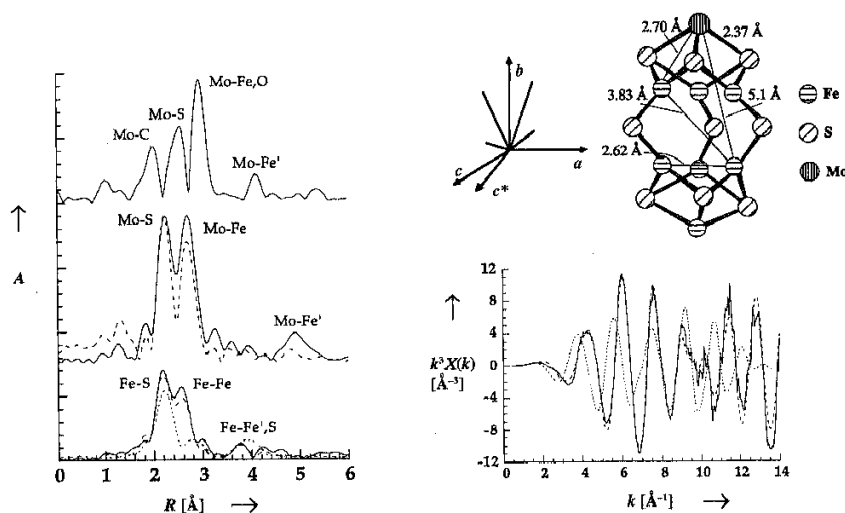 Mo-Fe,O
Mo-S
Mo-C
Mo-Fe'
Mo-S
Mo-Fe
A
Mo-Fe'
Fe-S
Fe-Fe
Fe-Fe',S
0 1 2 3 4 5 6
R [Å]
b
a
c
c*
2.70 Å
2.37
3.83 Å
5.1 Å
2.62
Fe
S
Mo
12
8
4
0
-4
-8
-12
k³X(k)
[Å⁻³]
0 2 4 6 8 10 12 14
k [Å⁻¹]